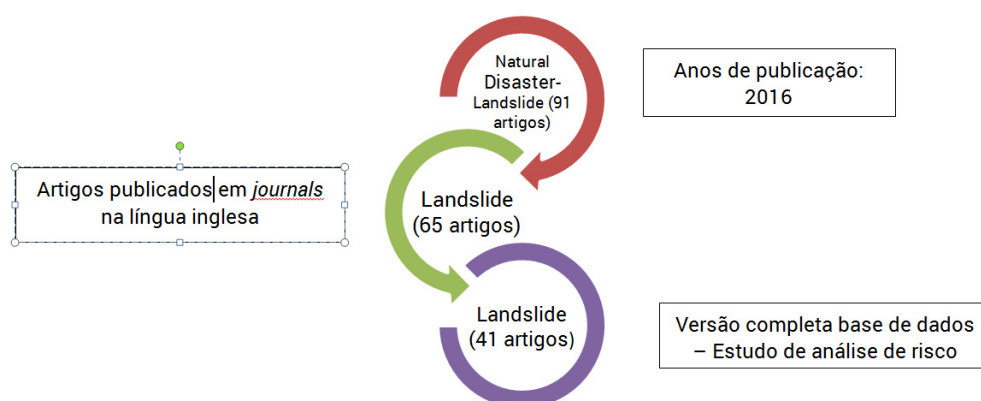 Natural
Disaster-
Landslide (91
artigos)
Anos de publicação:
2016
Artigos publicados em journals
na língua inglesa
Landslide
(65 artigos)
Landslide
(41 artigos)
Versão completa base de dados
– Estudo de análise de risco